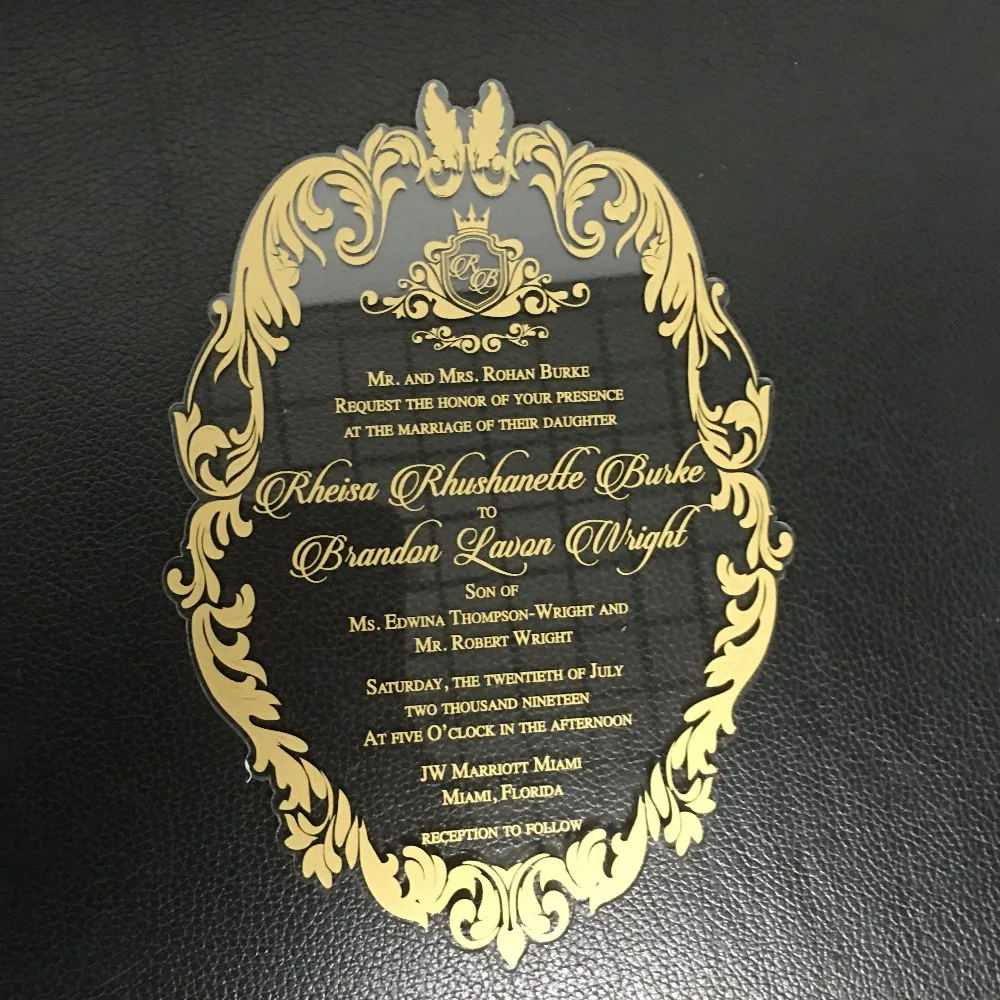 RB
Mr. and Mrs. Rohan Burke
Request the honor of your presence
at the marriage of their daughter
Rheisa Rhushanette Burke
to
Brandon Lavon Wright
Son of
Ms. Edwina Thompson-Wright and
Mr. Robert Wright
Saturday, the twentieth of July
two thousand nineteen
At five O'clock in the afternoon
JW Marriott Miami
Miami, Florida
reception to follow